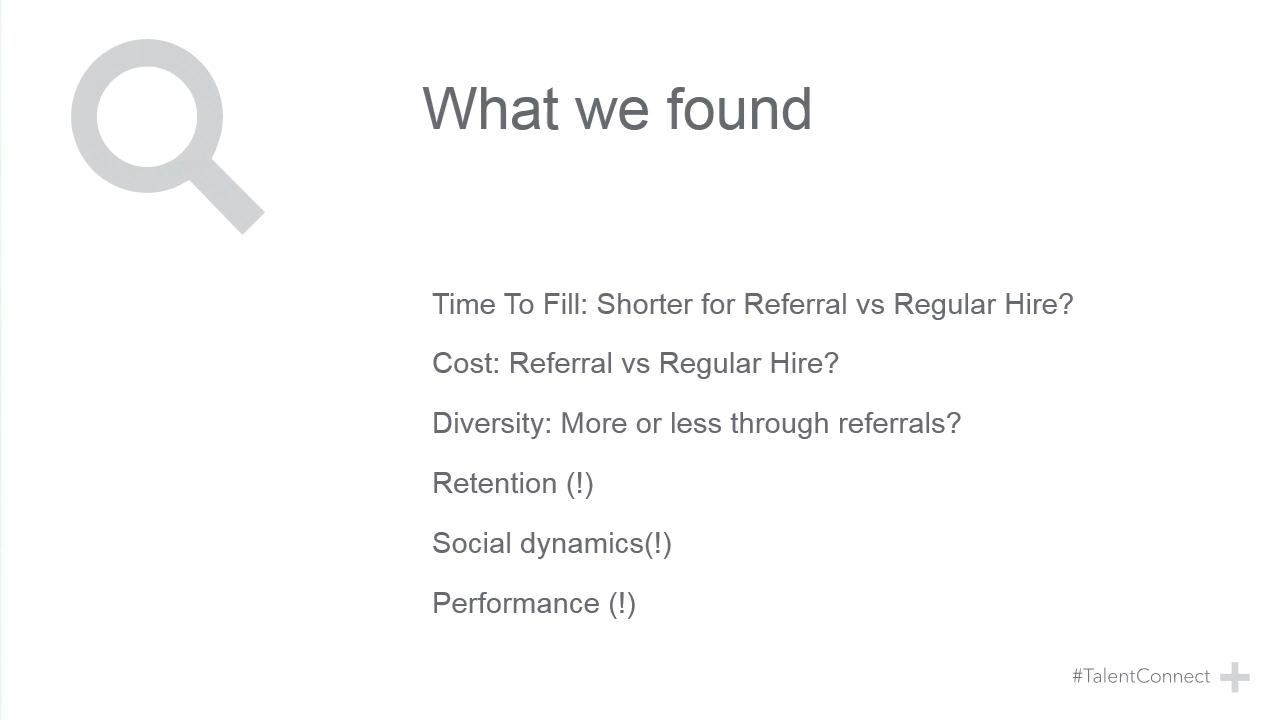 What we found
Time To Fill: Shorter for Referral vs Regular Hire?
Cost: Referral vs Regular Hire?
Diversity: More or less through referrals?
Retention (!)
Social dynamics(!)
Performance (!)
#TalentConnect